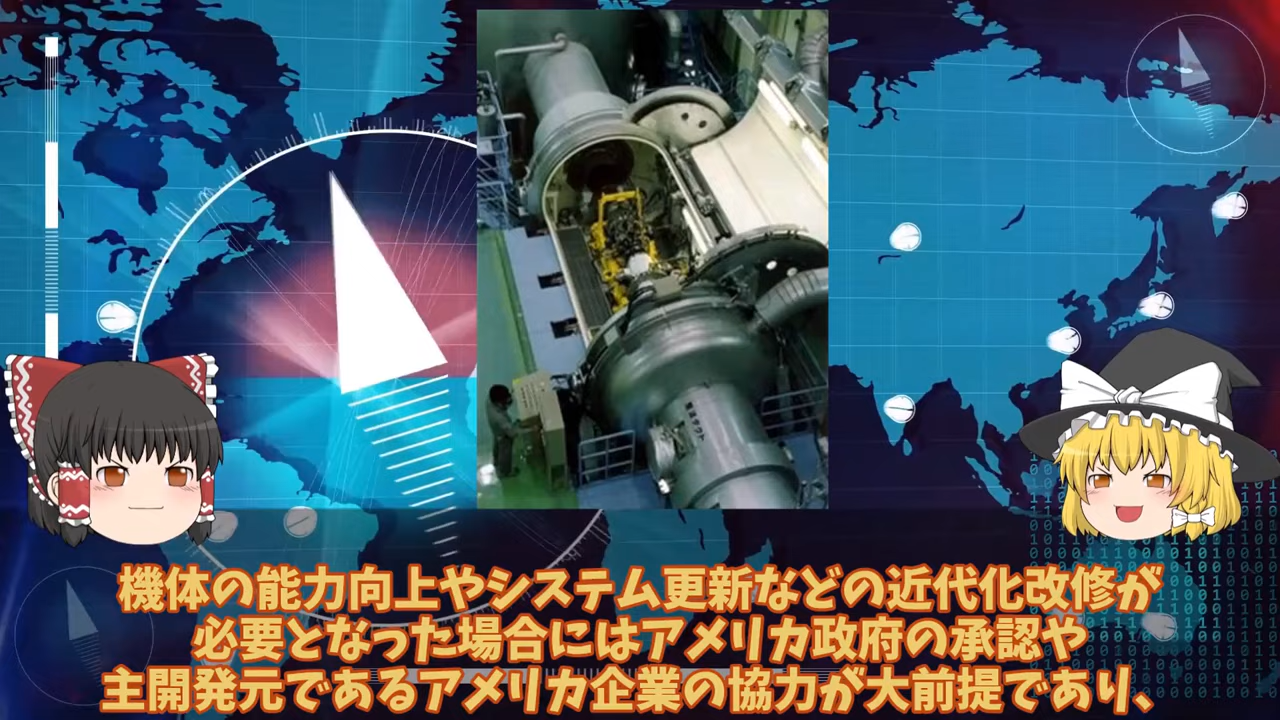 機体の能力向上やシステム更新などの近代化改修が
必要となった場合にはアメリカ政府の承認や
主開発元であるアメリカ企業の協力が大前提であり、